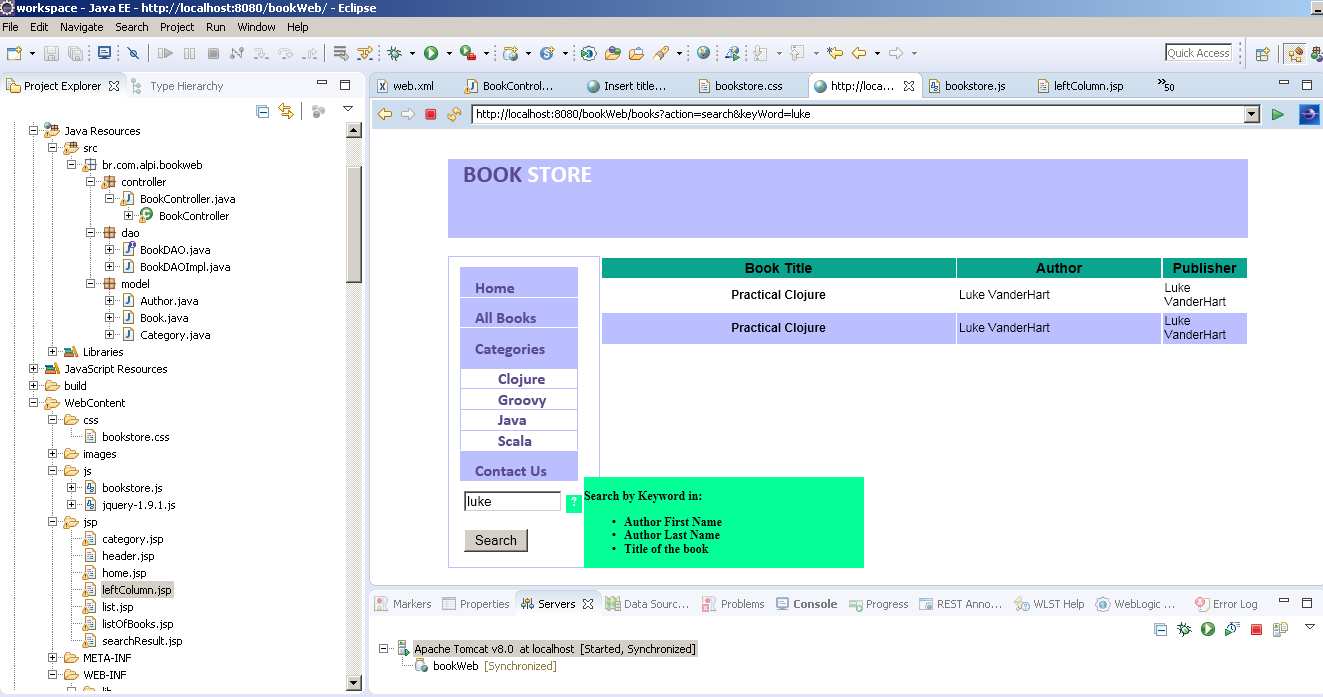 workspace - Java EE - http://localhost:8080/bookWeb/ - Eclipse
File Edit Navigate Search Project Run Window Help
Quick Access
Project Explorer Type Hierarchy
web.xml BookControl... Insert title... bookstore.css http://loca... bookstore.js leftColumn.jsp 50
http://localhost:8080/bookWeb/books?action=search&keyWord=luke
Java Resources
src
br.com.alpi.bookweb
controller
BookController.java
BookController
dao
BookDAO.java
BookDAOImpl.java
model
Author.java
Book.java
Category.java
Libraries
JavaScript Resources
build
WebContent
css
bookstore.css
images
js
bookstore.js
jquery-1.9.1.js
jsp
category.jsp
header.jsp
home.jsp
leftColumn.jsp
list.jsp
listOfBooks.jsp
searchResult.jsp
META-INF
WEB-INF
lib
BOOK STORE
Home
All Books
Categories
Clojure
Groovy
Java
Scala
Contact Us
luke ?
Search
Book Title Author Publisher
Practical Clojure Luke VanderHart Luke
VanderHart
Practical Clojure Luke VanderHart Luke
VanderHart
Search by Keyword in:
• Author First Name
• Author Last Name
• Title of the book
Markers Properties Servers Data Sourc... Problems Console Progress REST Anno... WLST Help WebLogic ... Error Log
Apache Tomcat v8.0 at localhost [Started, Synchronized]
bookWeb [Synchronized]